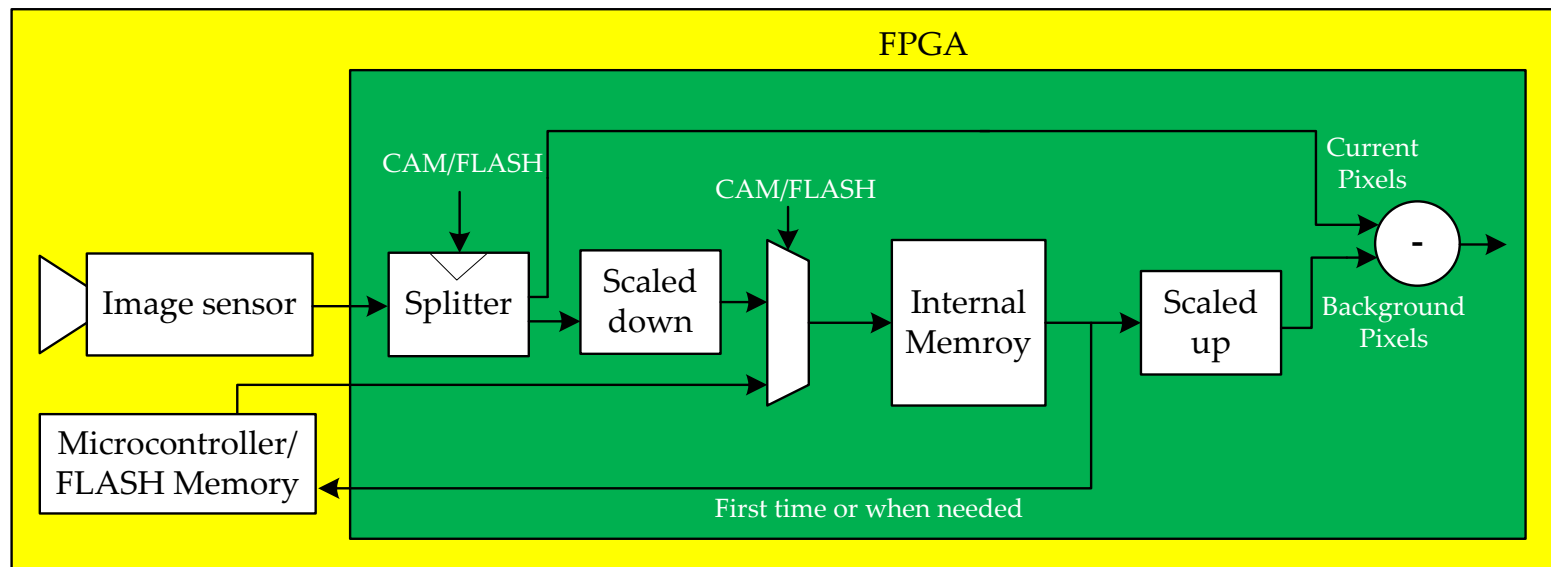 FPGA
CAM/FLASH
CAM/FLASH
Current
Pixels
Image sensor
Splitter
Scaled
down
Internal
Memroy
Scaled
up
-
Background
Pixels
Microcontroller/
FLASH Memory
First time or when needed